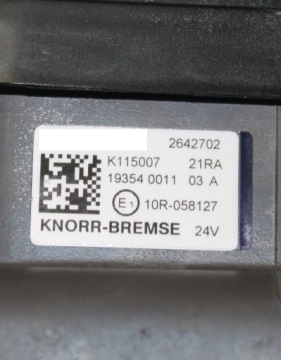 2642702
K115007 21RA
19354 0011 03 A
E1 10R-058127
KNORR-BREMSE 24V